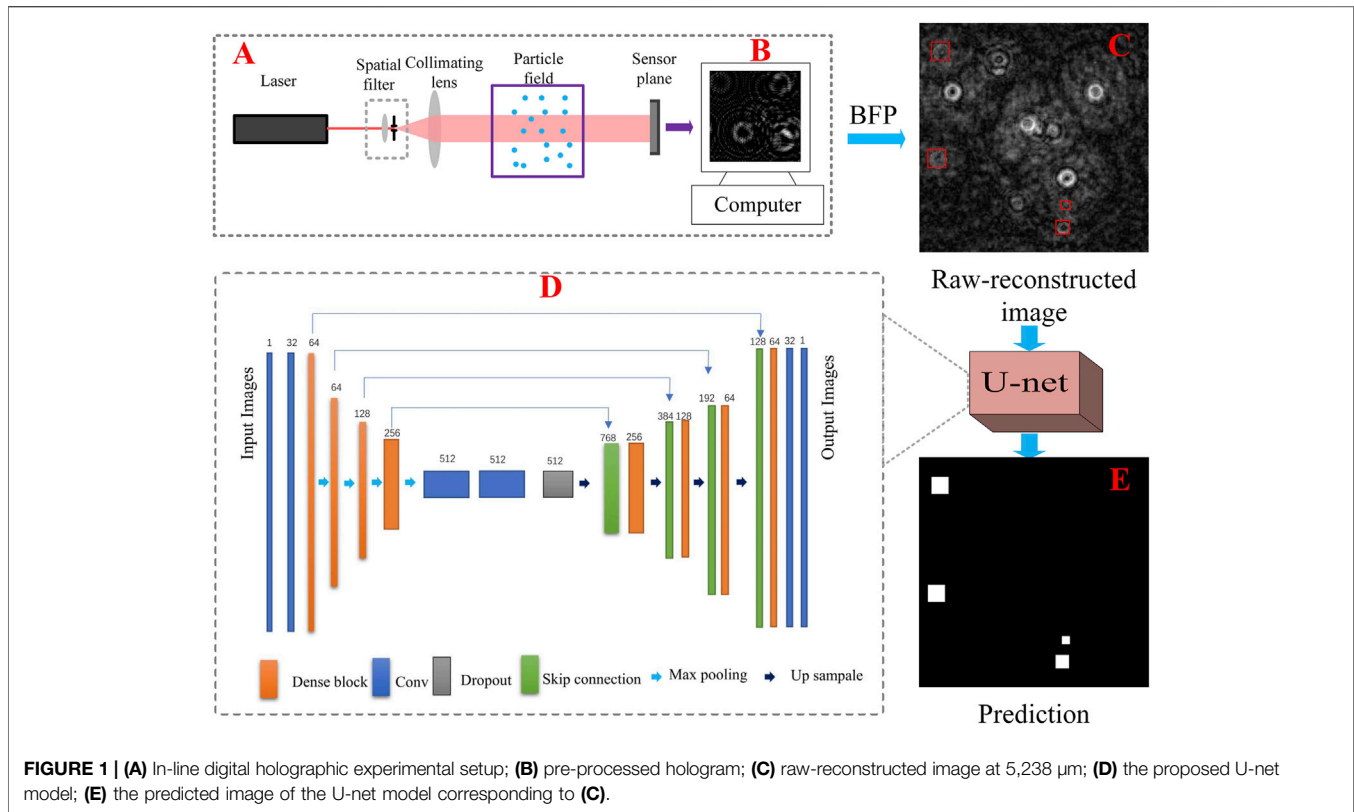 A
Laser
Spatial
filter
Collimating
lens
Particle
field
Sensor
plane
B
Computer
BFP
C
Raw-reconstructed
image
U-net
D
Input Images
1
32
64
64
128
256
512
512
512
768
256
384
128
192
64
128
64
32
1
Output Images
Dense block
Conv
Dropout
Skip connection
Max pooling
Up sampale
E
Prediction
FIGURE 1 | (A) In-line digital holographic experimental setup; (B) pre-processed hologram; (C) raw-reconstructed image at 5,238 μm; (D) the proposed U-net
model; (E) the predicted image of the U-net model corresponding to (C).